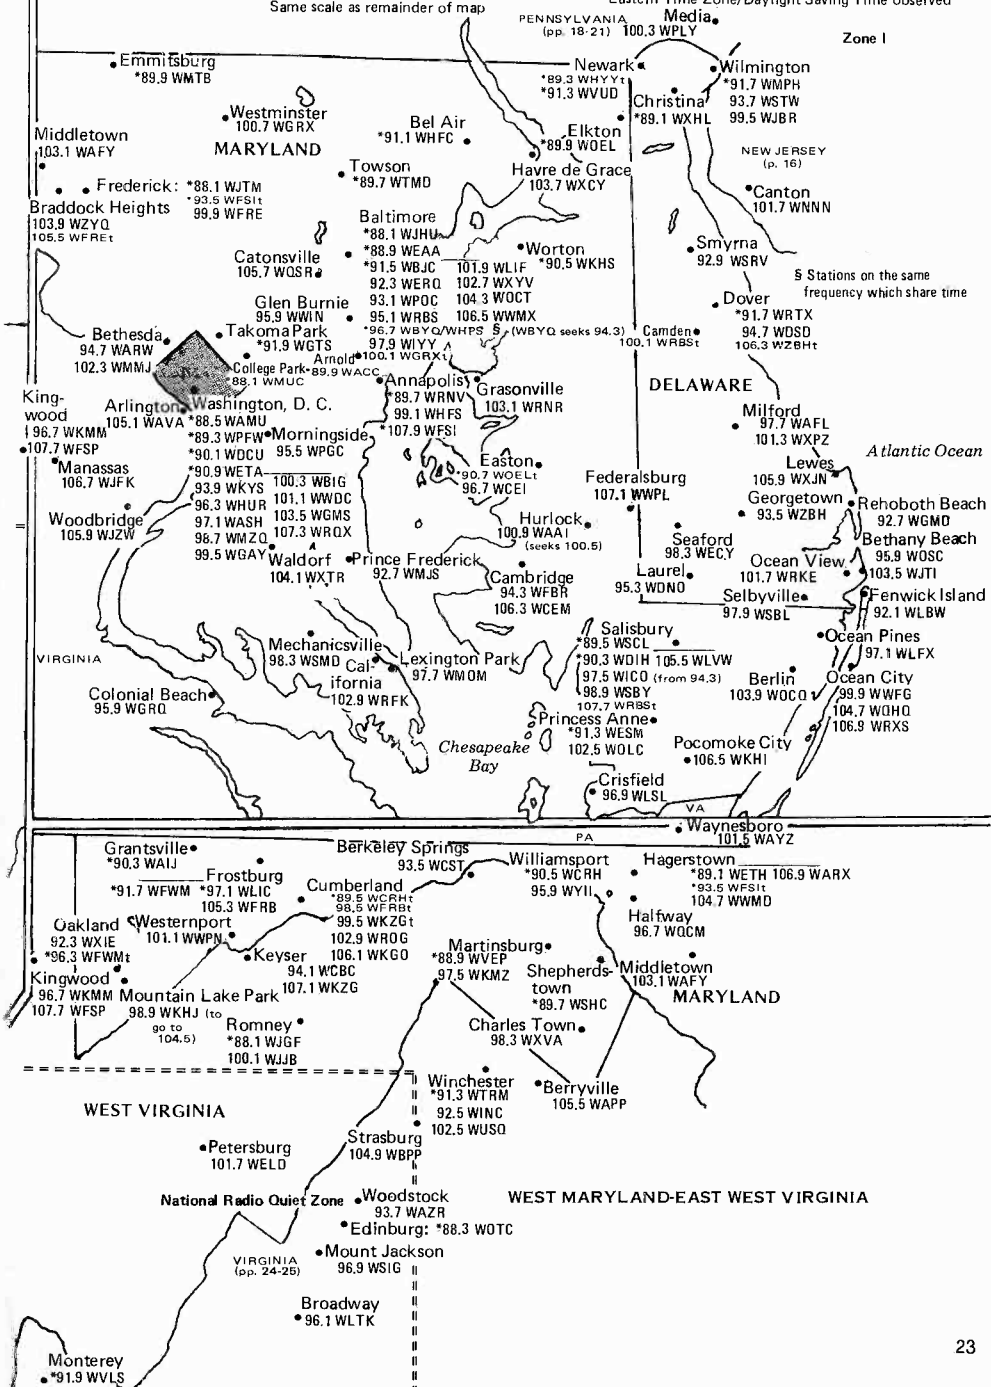 Same scale as remainder of map
Eastern Time Zone/Daylight Saving Time observed
PENNSYLVANIA
(pp. 18-21)
Media
100.3 WPLY
Zone I
Emmitsburg
*89.9 WMTB
Newark
*89.3 WHYYt
*91.3 WVUD
Wilmington
*91.7 WMPH
93.7 WSTW
99.5 WJBR
Christina
*89.1 WXHL
Westminster
100.7 WGRX
MARYLAND
Bel Air
*91.1 WHFC
Elkton
*89.9 WOEL
Middletown
103.1 WAFY
NEW JERSEY
(p. 16)
Towson
*89.7 WTMD
Havre de Grace
103.7 WXCY
Frederick: *88.1 WJTM
*93.5 WFSIt
99.9 WFRE
Canton
101.7 WNNN
Braddock Heights
103.9 WZYQ
105.5 WFREt
Baltimore
*88.1 WJHU
*88.9 WEAA
*91.5 WBJC
92.3 WERQ
93.1 WPOC
95.1 WRBS
*96.7 WBYQ/WHPS § (WBYQ seeks 94.3)
97.9 WIYY
100.1 WGRXt
101.9 WLIF
102.7 WXYV
104.3 WOCT
106.5 WWMX
Worton
*90.5 WKHS
Smyrna
92.9 WSRV
Catonsville
105.7 WQSR
§ Stations on the same
frequency which share time
Glen Burnie
95.9 WWIN
Dover
*91.7 WRTX
94.7 WDSD
106.3 WZBHt
Camden
100.1 WRBSt
Bethesda
94.7 WARW
102.3 WMMJ
Takoma Park
*91.9 WGTS
College Park
*88.1 WMUC
Arnold
*89.9 WACC
Annapolis
*89.7 WRNV
99.1 WHFS
*107.9 WFSI
Grasonville
103.1 WRNR
DELAWARE
King-
wood
96.7 WKMM
107.7 WFSP
Arlington
105.1 WAVA
Washington, D. C.
*88.5 WAMU
*89.3 WPFW
*90.1 WDCU
*90.9 WETA
93.9 WKYS
96.3 WHUR
97.1 WASH
98.7 WMZQ
99.5 WGAY
100.3 WBIG
101.1 WWDC
103.5 WGMS
107.3 WRQX
Morningside
95.5 WPGC
Milford
97.7 WAFL
101.3 WXPZ
Atlantic Ocean
Manassas
106.7 WJFK
Easton
*90.7 WOELt
96.7 WCEI
Federalsburg
107.1 WWPL
Lewes
105.9 WXJN
Georgetown
93.5 WZBH
Rehoboth Beach
92.7 WGMD
Woodbridge
105.9 WJZW
Hurlock
100.9 WAAI
(seeks 100.5)
Seaford
98.3 WECY
Bethany Beach
95.9 WOSC
103.5 WJTI
Waldorf
104.1 WXTR
Prince Frederick
92.7 WMJS
Cambridge
94.3 WFBR
106.3 WCEM
Laurel
95.3 WDNO
Ocean View
101.7 WRKE
Selbyville
97.9 WSBL
Fenwick Island
92.1 WLBW
Mechanicsville
98.3 WSMD
Salisbury
*89.5 WSCL
*90.3 WDIH 105.5 WLVW
97.5 WICO (from 94.3)
98.9 WSBY
107.7 WRBSt
Ocean Pines
97.1 WLFX
VIRGINIA
Cal-
ifornia
102.9 WRFK
Lexington Park
97.7 WMOM
Berlin
103.9 WOCQ
Ocean City
99.9 WWFG
104.7 WQHQ
106.9 WRXS
Colonial Beach
95.9 WGRQ
Princess Anne
*91.3 WESM
102.5 WOLC
Chesapeake
Bay
Pocomoke City
106.5 WKHI
Crisfield
96.9 WLSL
VA
PA
Waynesboro
101.5 WAYZ
Grantsville
*90.3 WAIJ
Berkeley Springs
93.5 WCST
Williamsport
*90.5 WCRH
95.9 WYII
Hagerstown
*89.1 WETH 106.9 WARX
*93.5 WFSIt
104.7 WWMD
Frostburg
*91.7 WFWM *97.1 WLIC
105.3 WFRB
Cumberland
*89.5 WCRHt
98.5 WFRBt
99.5 WKZGt
102.9 WROG
106.1 WKGO
Halfway
96.7 WQCM
Oakland
92.3 WXIE
*96.3 WFWMt
Westernport
101.1 WWPN
Keyser
94.1 WCBC
107.1 WKZG
Martinsburg
*88.9 WVEP
97.5 WKMZ
Shepherds-
town
*89.7 WSHC
Middletown
103.1 WAFY
MARYLAND
Kingwood
96.7 WKMM
107.7 WFSP
Mountain Lake Park
98.9 WKHJ (to
go to
104.5)
Romney
*88.1 WJGF
100.1 WJJB
Charles Town
98.3 WXVA
Winchester
*91.3 WTRM
92.5 WINC
102.5 WUSQ
Berryville
105.5 WAPP
WEST VIRGINIA
Strasburg
104.9 WBPP
Petersburg
101.7 WELD
National Radio Quiet Zone
Woodstock
93.7 WAZR
WEST MARYLAND-EAST WEST VIRGINIA
Edinburg: *88.3 WOTC
VIRGINIA
(pp. 24-25)
Mount Jackson
96.9 WSIG
Broadway
96.1 WLTK
23
Monterey
*91.9 WVLS